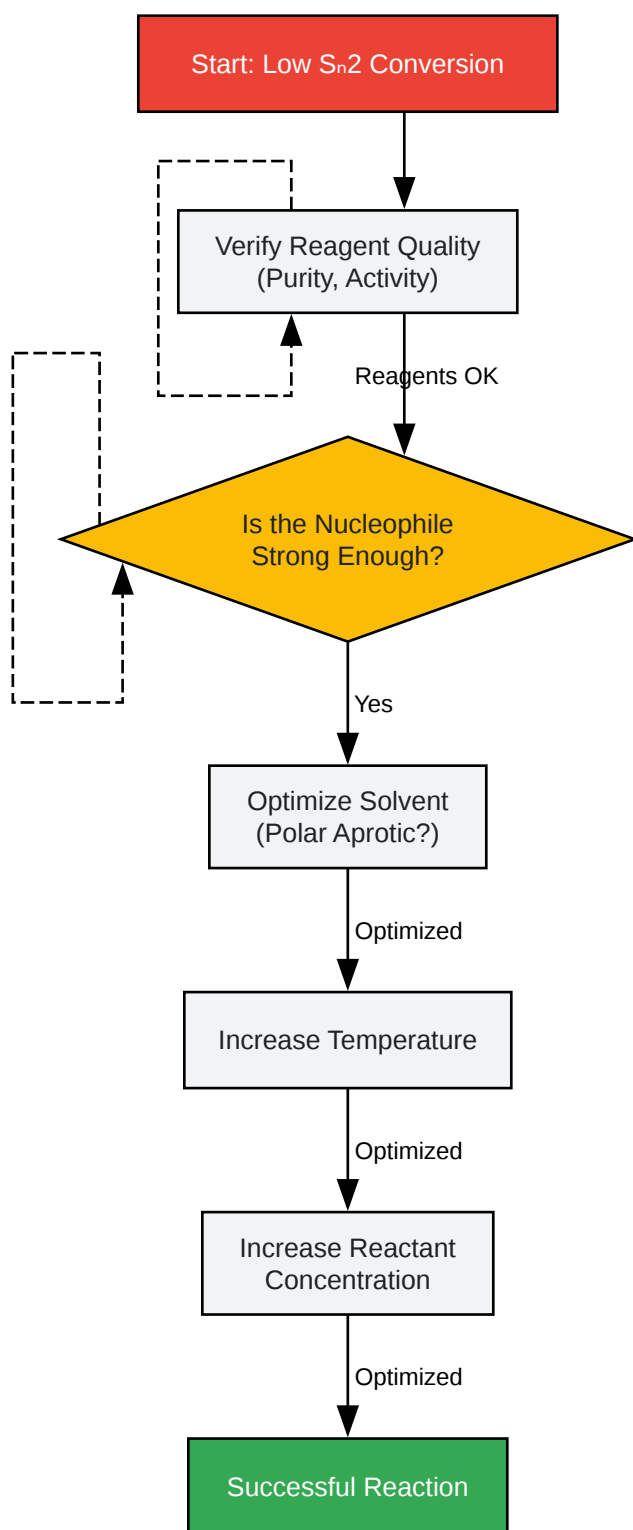 Start: Low Sₙ2 Conversion
Verify Reagent Quality
(Purity, Activity)
Reagents OK
Is the Nucleophile
Strong Enough?
Yes
Optimize Solvent
(Polar Aprotic?)
Optimized
Increase Temperature
Optimized
Increase Reactant
Concentration
Optimized
Successful Reaction